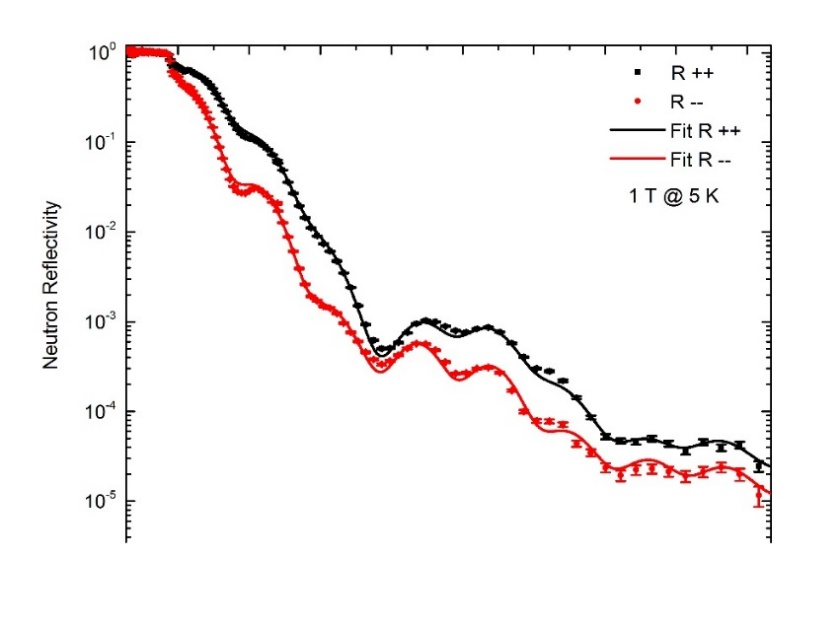 10⁰
10⁻¹
10⁻²
10⁻³
10⁻⁴
10⁻⁵
Neutron Reflectivity
R ++
R --
Fit R ++
Fit R --
1 T @ 5 K